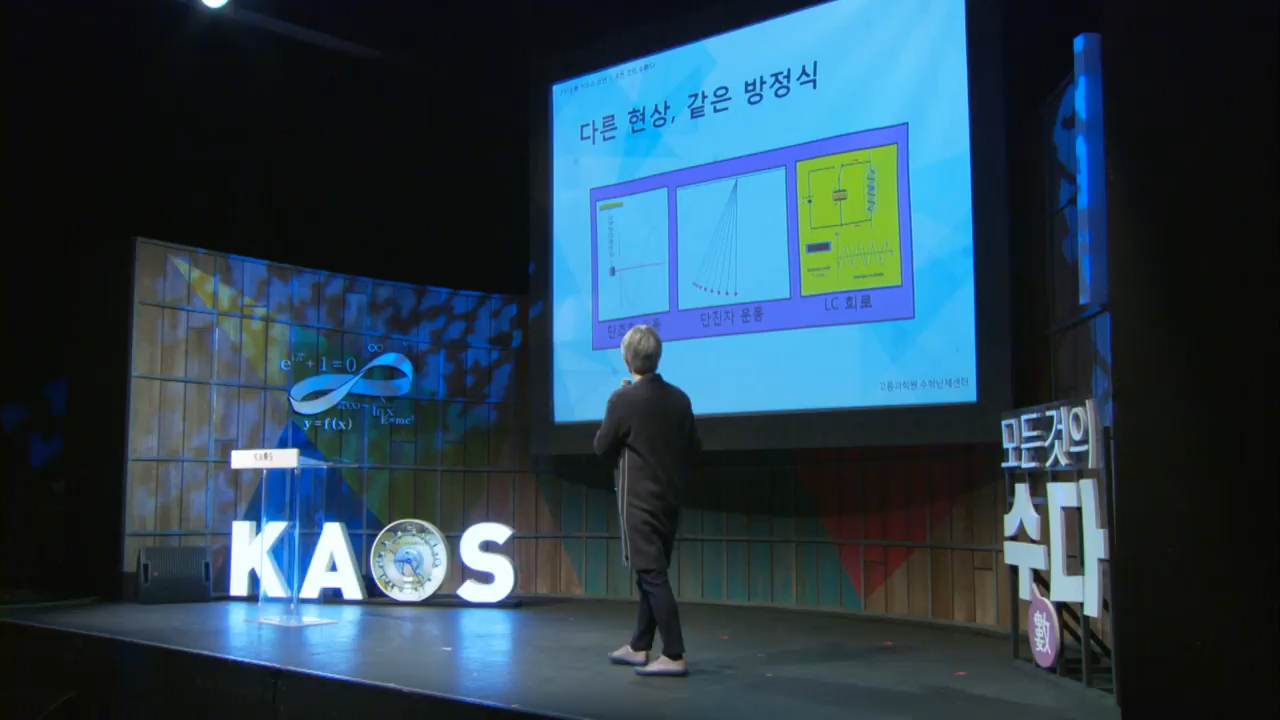 다른 현상, 같은 방정식
단진자 운동
LC 회로
고등과학원 수학난제센터
e^iπ + 1 = 0
∞
y = f(x)
E=mc²
KAOS
KAOS
모든것의
수다
數